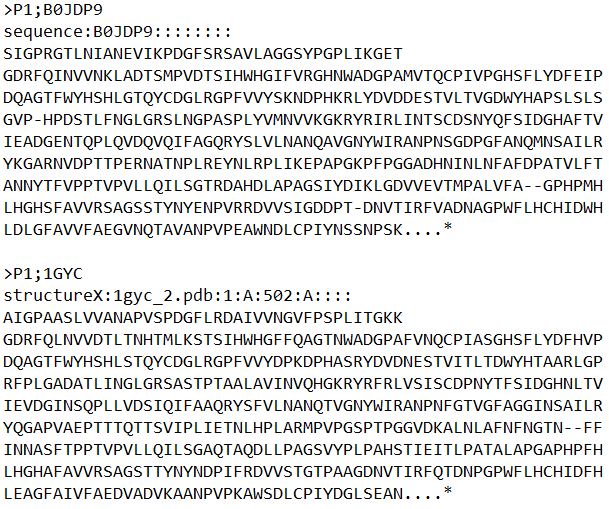 >P1;B0JDP9
sequence:B0JDP9::::::::
SIGPRGTLNIANEVIKPDGFSRSAVLAGGSYPGPLIKGET
GDRFQINVVNKLADTSMPVDTSIHWHGIFVRGHNWADGPAMVTQCPIVPGHSFLYDFEIP
DQAGTFWYHSHLGTQYCDGLRGPFVVYSKNDPHKRLYDVDDESTVLTVGDWYHAPSLSLS
GVP-HPDSTLFNGLGRSLNGPASPLYVMNVVKGKRYRIRLINTSCDSNYQFSIDGHAFTV
IEADGENTQPLQVDQVQIFAGQRYSLVLNANQAVGNYWIRANPNSGDPGFANQMNSAILR
YKGARNVDPTTPERNATNPLREYNLRPLIKEPAPGKPFPGGADHNINLNFAFDPATVLFT
ANNYTFVPPTVPVLLQILSGTRDAHDLAPAGSIYDIKLGDVVEVTMPALVFA--GPHPMH
LHGHSFAVVRSAGSSTYNYENPVRRDVVSIGDDPT-DNVTIRFVADNAGPWFLHCHIDWH
LDLGFAVVFAEGVNQTAVANPVPEAWNDLCPIYNSSNPSK....*
>P1;1GYC
structureX:1gyc_2.pdb:1:A:502:A::::
AIGPAASLVVANAPVSPDGFLRDAIVVNGVFPSPLITGKK
GDRFQLNVVDTLTNHTMLKSTSIHWHGFFQAGTNWADGPAFVNQCPIASGHSFLYDFHVP
DQAGTFWYHSHLSTQYCDGLRGPFVVYDPKDPHASRYDVDNESTVITLTDWYHTAARLGP
RFPLGADATLINGLGRSASTPTAALAVINVQHGKRYRFRLVSISCDPNYTFSIDGHNLTV
IEVDGINSQPLLVDSIQIFAAQRYSFVLNANQTVGNYWIRANPNFGTVGFAGGINSAILR
YQGAPVAEPTTTQTTSVIPLIETNLHPLARMPVPGSPTPGGVDKALNLAFNFNGTN--FF
INNASFTPPTVPVLLQILSGAQTAQDLLPAGSVYPLPAHSTIEITLPATALAPGAPHPFH
LHGHAFAVVRSAGSTTYNYNDPIFRDVVSTGTPAAGDNVTIRFQTDNPGPWFLHCHIDFH
LEAGFAIVFAEDVADVKAANPVPKAWSDLCPIYDGLSEAN....*